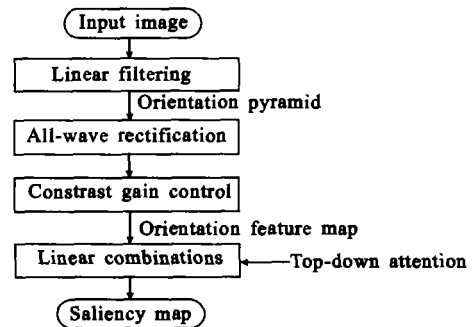 Input image
Linear filtering
Orientation pyramid
All-wave rectification
Constrast gain control
Orientation feature map
Linear combinations
Top-down attention
Saliency map